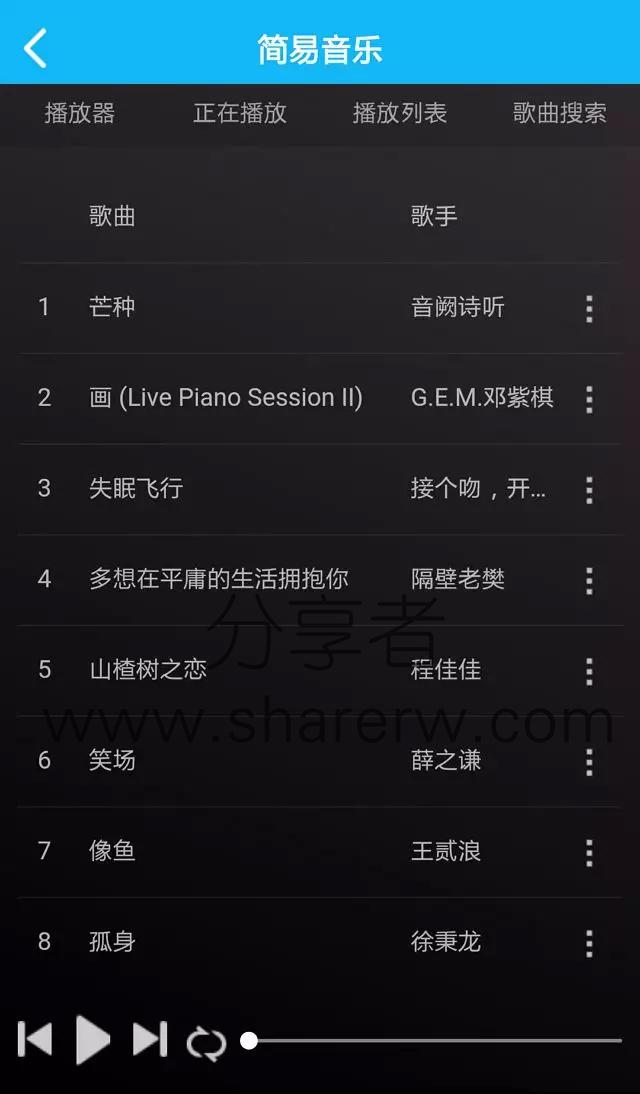 简易音乐
播放器 正在播放 播放列表 歌曲搜索
歌曲 歌手
1 芒种 音阙诗听
2 画 (Live Piano Session II) G.E.M.邓紫棋
3 失眠飞行 接个吻，开...
4 多想在平庸的生活拥抱你 隔壁老樊
分享者
5 山楂树之恋 程佳佳
www.sharerw.com
6 笑场 薛之谦
7 像鱼 王贰浪
8 孤身 徐秉龙